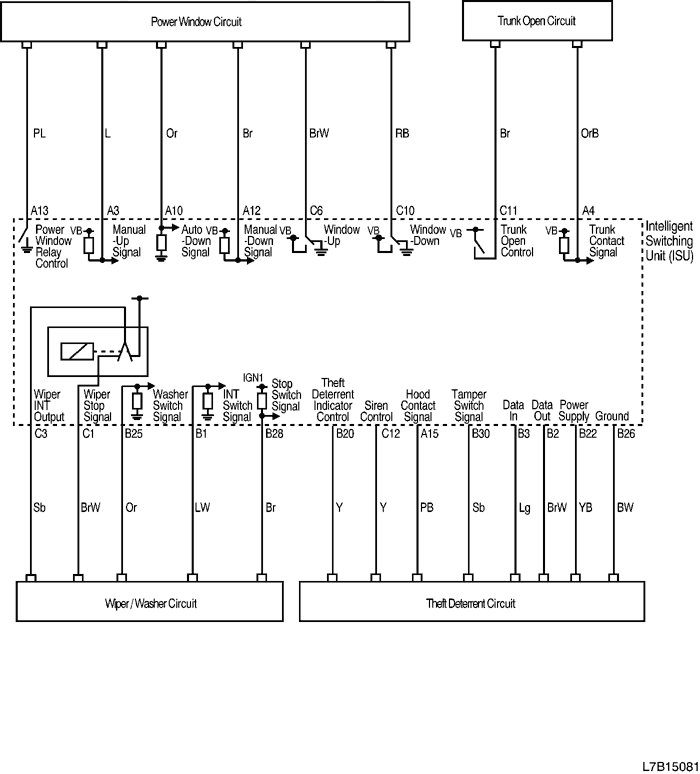 Power Window Circuit
Trunk Open Circuit
PL L Or Br BrW RB Br OrB
A13 A3 A10 A12 C6 C10 C11 A4
Power
Window
Relay
Control
VB
Manual
-Up
Signal
Auto
-Down
Signal
VB
Manual
-Down
Signal
VB
Window
-Up
VB
Window
-Down
VB
Trunk
Open
Control
VB
Trunk
Contact
Signal
Intelligent
Switching
Unit (ISU)
Wiper
INT
Output
Wiper
Stop
Signal
Washer
Switch
Signal
INT
Switch
Signal
IGN1
Stop
Switch
Signal
Theft
Deterrent
Indicator
Control
Siren
Control
Hood
Contact
Signal
Tamper
Switch
Signal
Data
In
Data
Out
Power
Supply
Ground
C3 C1 B25 B1 B28 B20 C12 A15 B30 B3 B2 B22 B26
Sb BrW Or LW Br Y Y PB Sb Lg BrW YB BW
Wiper / Washer Circuit
Theft Deterrent Circuit
L7B15081